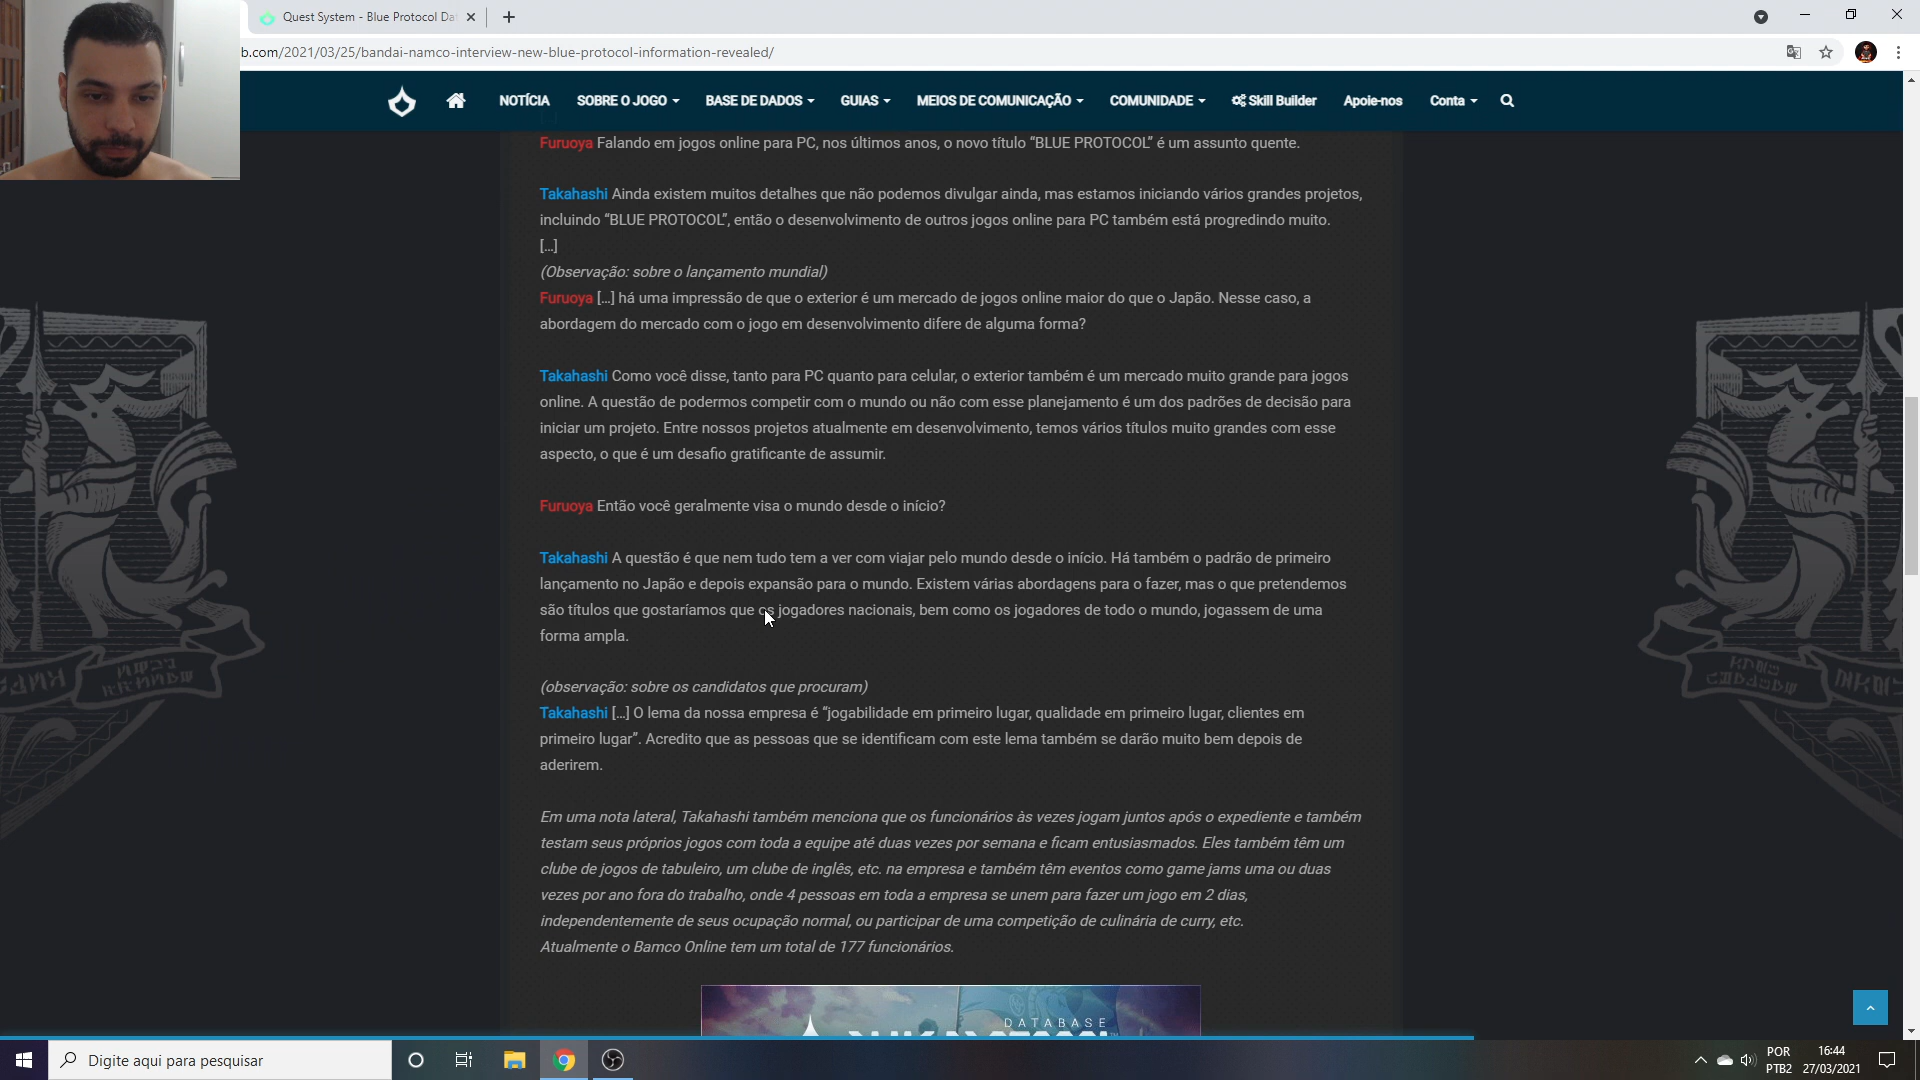 Quest System - Blue Protocol Dat
b.com/2021/03/25/bandai-namco-interview-new-blue-protocol-information-revealed/
NOTÍCIA SOBRE O JOGO BASE DE DADOS GUIAS MEIOS DE COMUNICAÇÃO COMUNIDADE Skill Builder Apoie-nos Conta
Furuoya Falando em jogos online para PC, nos últimos anos, o novo título “BLUE PROTOCOL” é um assunto quente.
Takahashi Ainda existem muitos detalhes que não podemos divulgar ainda, mas estamos iniciando vários grandes projetos,
incluindo “BLUE PROTOCOL”, então o desenvolvimento de outros jogos online para PC também está progredindo muito.
[…]
(Observação: sobre o lançamento mundial)
Furuoya […] há uma impressão de que o exterior é um mercado de jogos online maior do que o Japão. Nesse caso, a
abordagem do mercado com o jogo em desenvolvimento difere de alguma forma?
Takahashi Como você disse, tanto para PC quanto para celular, o exterior também é um mercado muito grande para jogos
online. A questão de podermos competir com o mundo ou não com esse planejamento é um dos padrões de decisão para
iniciar um projeto. Entre nossos projetos atualmente em desenvolvimento, temos vários títulos muito grandes com esse
aspecto, o que é um desafio gratificante de assumir.
Furuoya Então você geralmente visa o mundo desde o início?
Takahashi A questão é que nem tudo tem a ver com viajar pelo mundo desde o início. Há também o padrão de primeiro
lançamento no Japão e depois expansão para o mundo. Existem várias abordagens para o fazer, mas o que pretendemos
são títulos que gostaríamos que os jogadores nacionais, bem como os jogadores de todo o mundo, jogassem de uma
forma ampla.
(observação: sobre os candidatos que procuram)
Takahashi […] O lema da nossa empresa é “jogabilidade em primeiro lugar, qualidade em primeiro lugar, clientes em
primeiro lugar”. Acredito que as pessoas que se identificam com este lema também se darão muito bem depois de
aderirem.
Em uma nota lateral, Takahashi também menciona que os funcionários às vezes jogam juntos após o expediente e também
testam seus próprios jogos com toda a equipe até duas vezes por semana e ficam entusiasmados. Eles também têm um
clube de jogos de tabuleiro, um clube de inglês, etc. na empresa e também têm eventos como game jams uma ou duas
vezes por ano fora do trabalho, onde 4 pessoas em toda a empresa se unem para fazer um jogo em 2 dias,
independentemente de seus ocupação normal, ou participar de uma competição de culinária de curry, etc.
Atualmente o Bamco Online tem um total de 177 funcionários.
DATABASE
Digite aqui para pesquisar
POR
PTB2
16:44
27/03/2021